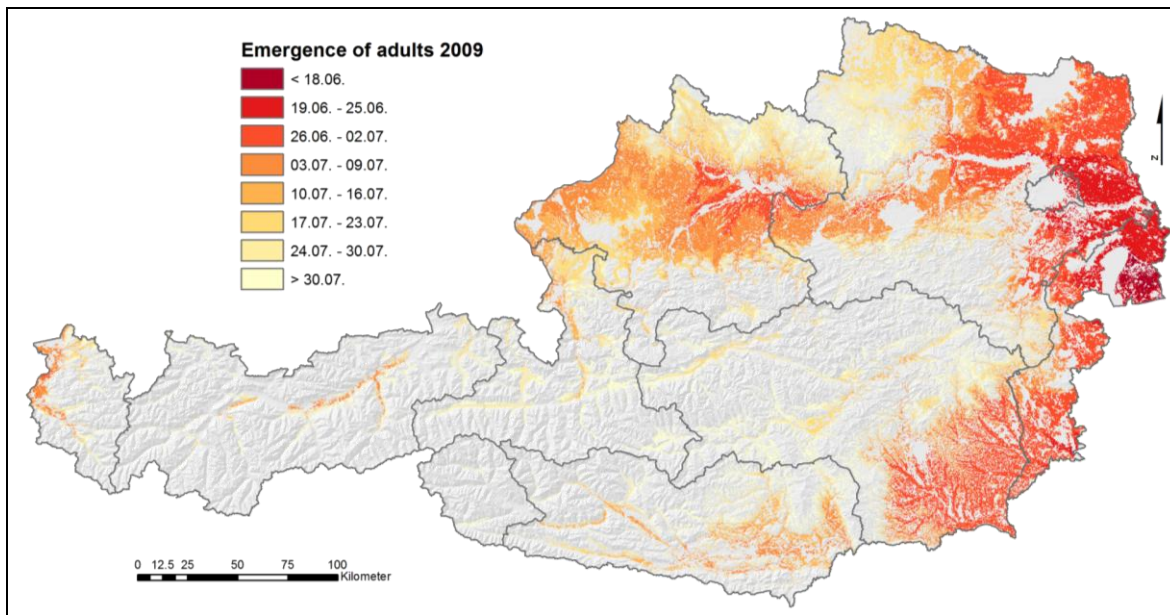 Emergence of adults 2009
< 18.06.
19.06. - 25.06.
26.06. - 02.07.
03.07. - 09.07.
10.07. - 16.07.
17.07. - 23.07.
24.07. - 30.07.
> 30.07.
N
0 12.5 25 50 75 100
Kilometer